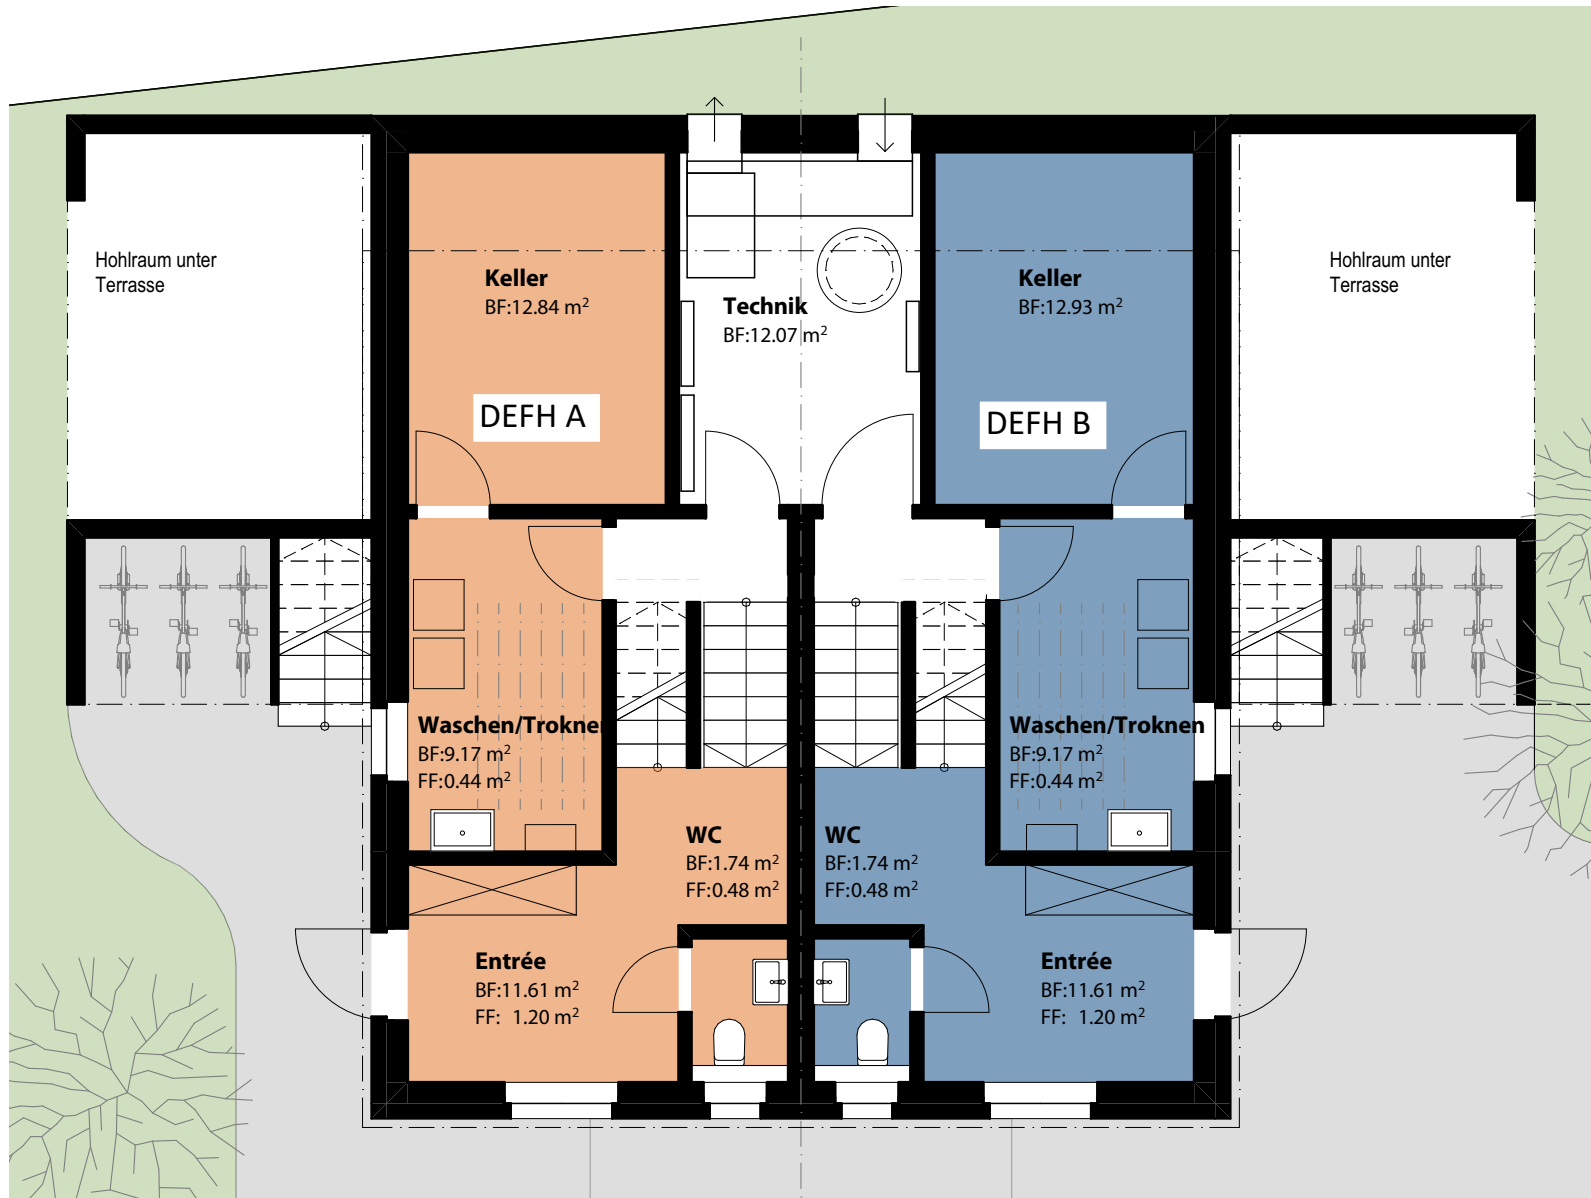 Hohlraum unter
Terrasse
Keller
BF:12.84 m²
DEFH A
Technik
BF:12.07 m²
Keller
BF:12.93 m²
DEFH B
Hohlraum unter
Terrasse
Waschen/Troknen
BF:9.17 m²
FF:0.44 m²
Waschen/Troknen
BF:9.17 m²
FF:0.44 m²
WC
BF:1.74 m²
FF:0.48 m²
WC
BF:1.74 m²
FF:0.48 m²
Entrée
BF:11.61 m²
FF: 1.20 m²
Entrée
BF:11.61 m²
FF: 1.20 m²